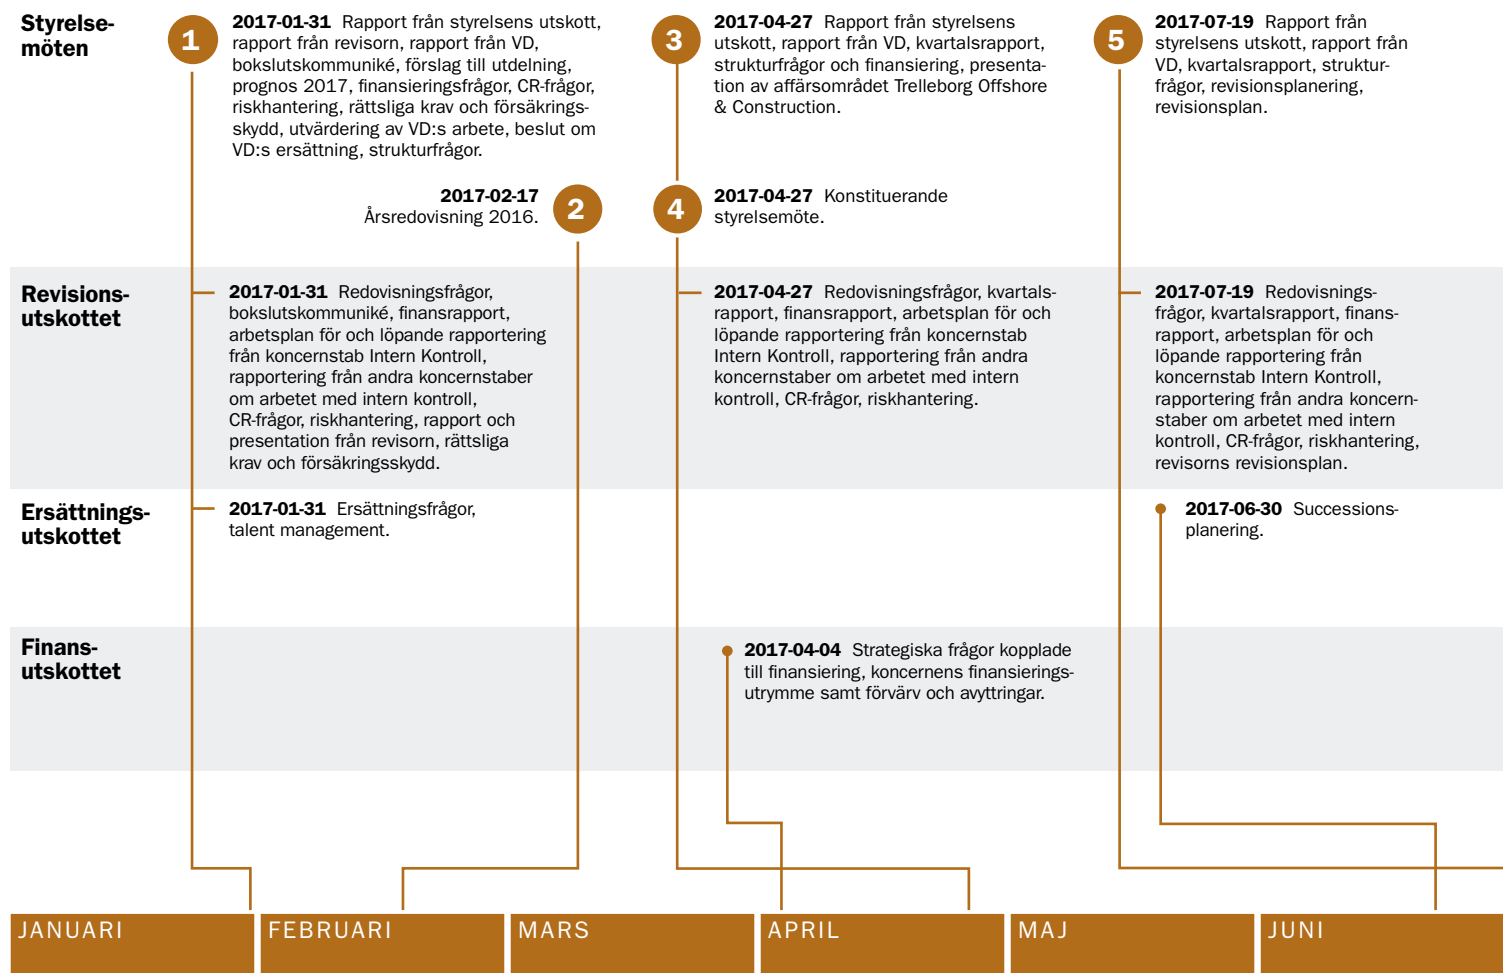 Styrelse-
möten
1
2017-01-31 Rapport från styrelsens utskott,
rapport från revisorn, rapport från VD,
bokslutskommuniké, förslag till utdelning,
prognos 2017, finansieringsfrågor, CR-frågor,
riskhantering, rättsliga krav och försäkrings-
skydd, utvärdering av VD:s arbete, beslut om
VD:s ersättning, strukturfrågor.
2017-02-17
Årsredovisning 2016.
2
3
2017-04-27 Rapport från styrelsens
utskott, rapport från VD, kvartalsrapport,
strukturfrågor och finansiering, presenta-
tion av affärsområdet Trelleborg Offshore
& Construction.
4
2017-04-27 Konstituerande
styrelsemöte.
5
2017-07-19 Rapport från
styrelsens utskott, rapport från
VD, kvartalsrapport, struktur-
frågor, revisionsplanering,
revisionsplan.
Revisions-
utskottet
2017-01-31 Redovisningsfrågor,
bokslutskommuniké, finansrapport,
arbetsplan för och löpande rapportering
från koncernstab Intern Kontroll,
rapportering från andra koncernstaber
om arbetet med intern kontroll,
CR-frågor, riskhantering, rapport och
presentation från revisorn, rättsliga
krav och försäkringsskydd.
2017-04-27 Redovisningsfrågor, kvartals-
rapport, finansrapport, arbetsplan för och
löpande rapportering från koncernstab
Intern Kontroll, rapportering från andra
koncernstaber om arbetet med intern
kontroll, CR-frågor, riskhantering.
2017-07-19 Redovisnings-
frågor, kvartalsrapport, finans-
rapport, arbetsplan för och
löpande rapportering från
koncernstab Intern Kontroll,
rapportering från andra koncern-
staber om arbetet med intern
kontroll, CR-frågor, riskhantering,
revisorns revisionsplan.
Ersättnings-
utskottet
2017-01-31 Ersättningsfrågor,
talent management.
2017-06-30 Successions-
planering.
Finans-
utskottet
2017-04-04 Strategiska frågor kopplade
till finansiering, koncernens finansierings-
utrymme samt förvärv och avyttringar.
JANUARI
FEBRUARI
MARS
APRIL
MAJ
JUNI